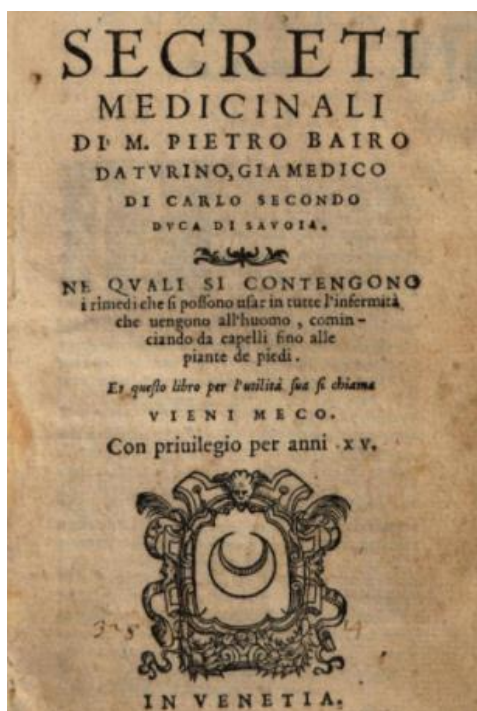 SECRETI
MEDICINALI
DI M. PIETRO BAIRO
DA TVRINO, GIA MEDICO
DI CARLO SECONDO
DVCA DI SAVOIA.
NE QVALI SI CONTENGONO
i rimedi che si possono usar in tutte l'infermità
che uengono all'huomo, comin-
ciando da capelli fino alle
piante de piedi.
Et questo libro per l'utilità sua si chiama
VIENI MECO.
Con priuilegio per anni .XV.
IN VENETIA.